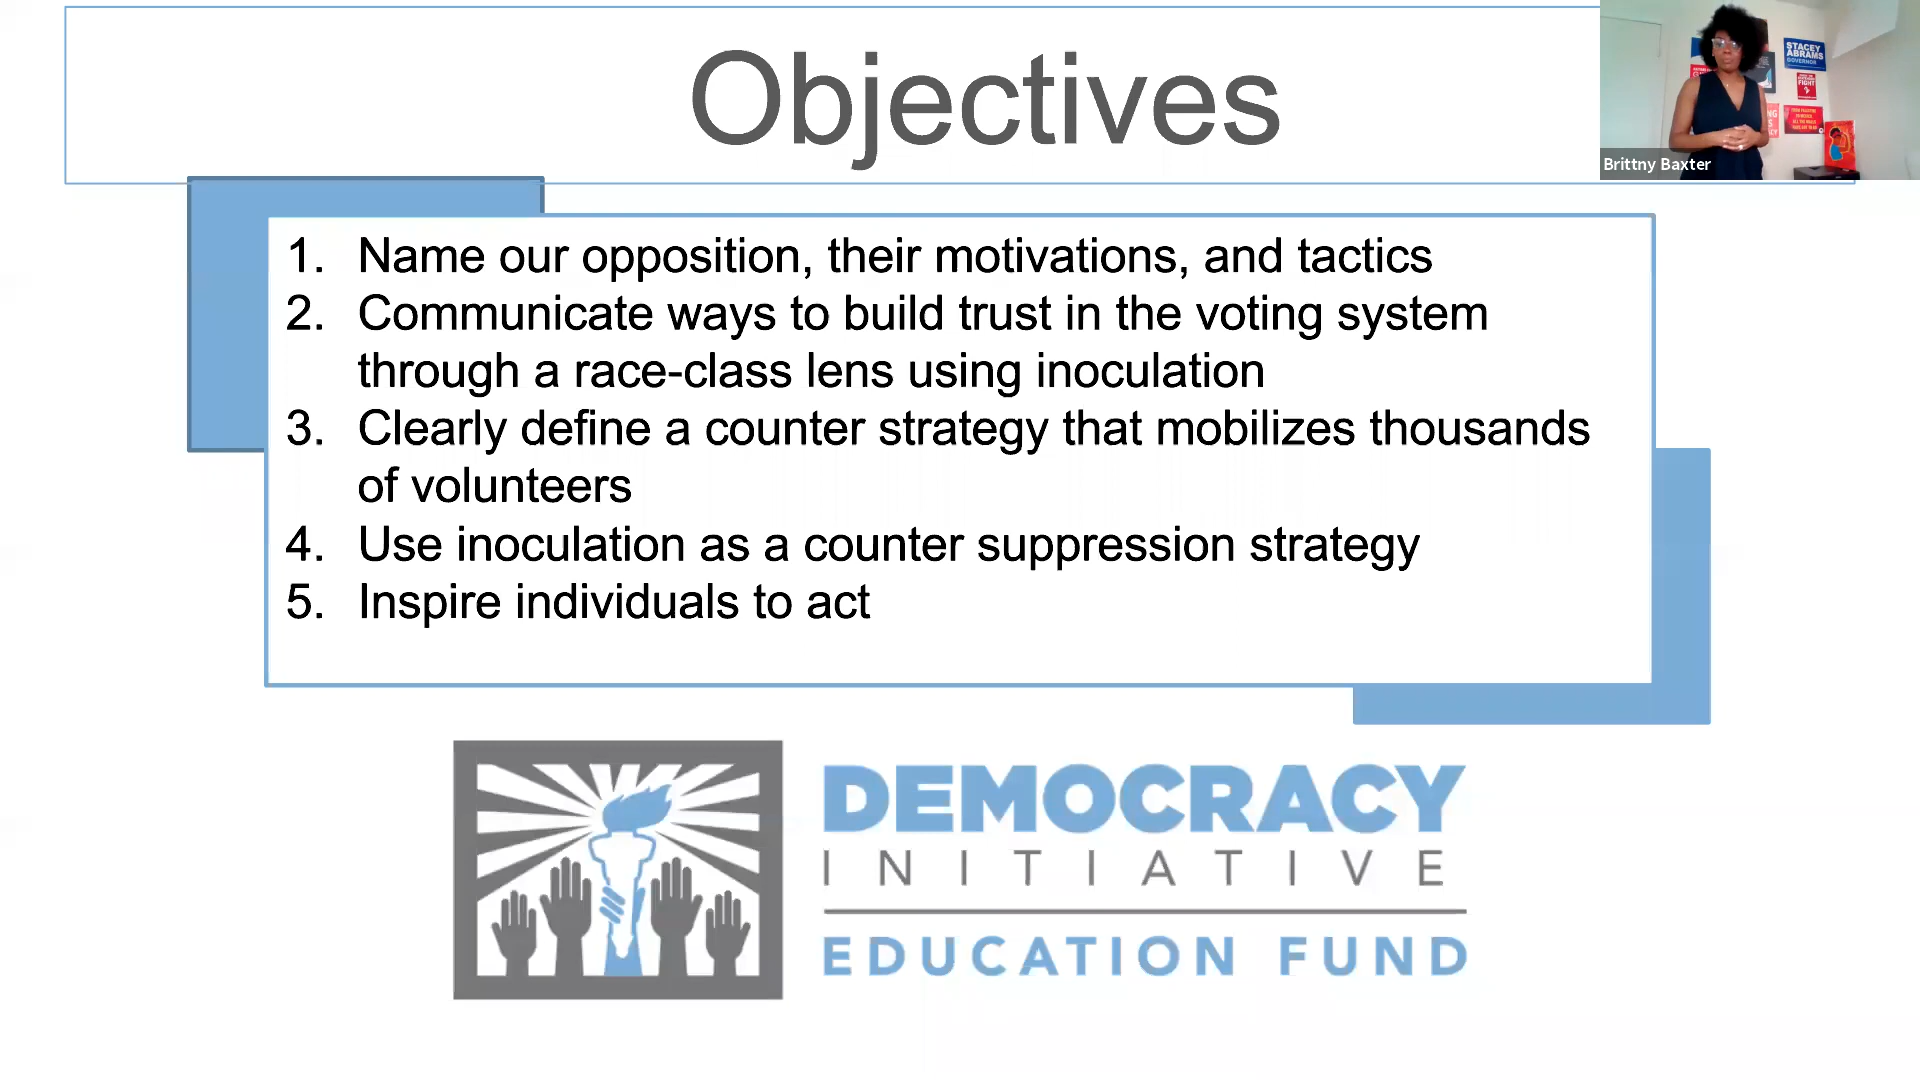 Objectives
STACEY
ABRAMS
GOVERNOR
FIGHT
Brittny Baxter
1. Name our opposition, their motivations, and tactics
2. Communicate ways to build trust in the voting system
through a race-class lens using inoculation
3. Clearly define a counter strategy that mobilizes thousands
of volunteers
4. Use inoculation as a counter suppression strategy
5. Inspire individuals to act
DEMOCRACY
INITIATIVE
EDUCATION FUND